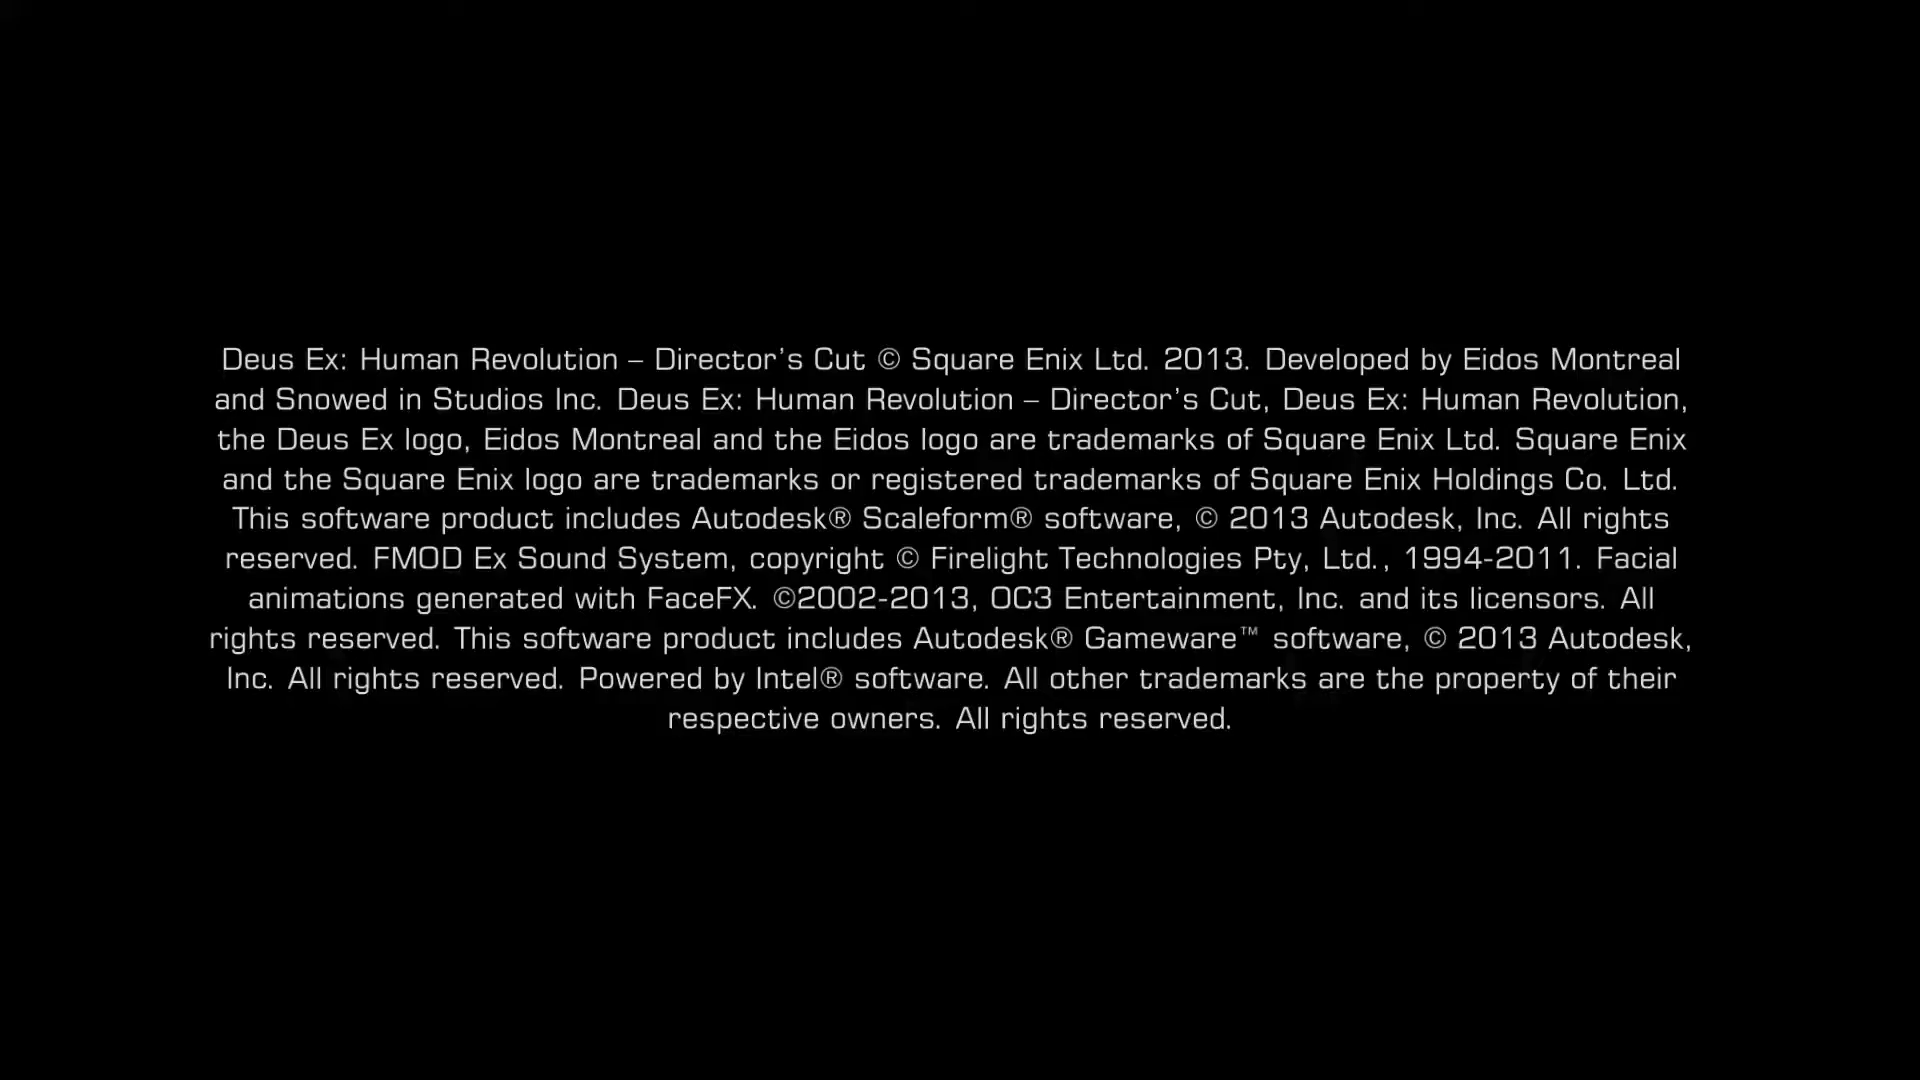 Deus Ex: Human Revolution – Director's Cut © Square Enix Ltd. 2013. Developed by Eidos Montreal
and Snowed in Studios Inc. Deus Ex: Human Revolution – Director's Cut, Deus Ex: Human Revolution,
the Deus Ex logo, Eidos Montreal and the Eidos logo are trademarks of Square Enix Ltd. Square Enix
and the Square Enix logo are trademarks or registered trademarks of Square Enix Holdings Co. Ltd.
This software product includes Autodesk® Scaleform® software, © 2013 Autodesk, Inc. All rights
reserved. FMOD Ex Sound System, copyright © Firelight Technologies Pty, Ltd., 1994-2011. Facial
animations generated with FaceFX. ©2002-2013, OC3 Entertainment, Inc. and its licensors. All
rights reserved. This software product includes Autodesk® Gameware™ software, © 2013 Autodesk,
Inc. All rights reserved. Powered by Intel® software. All other trademarks are the property of their
respective owners. All rights reserved.